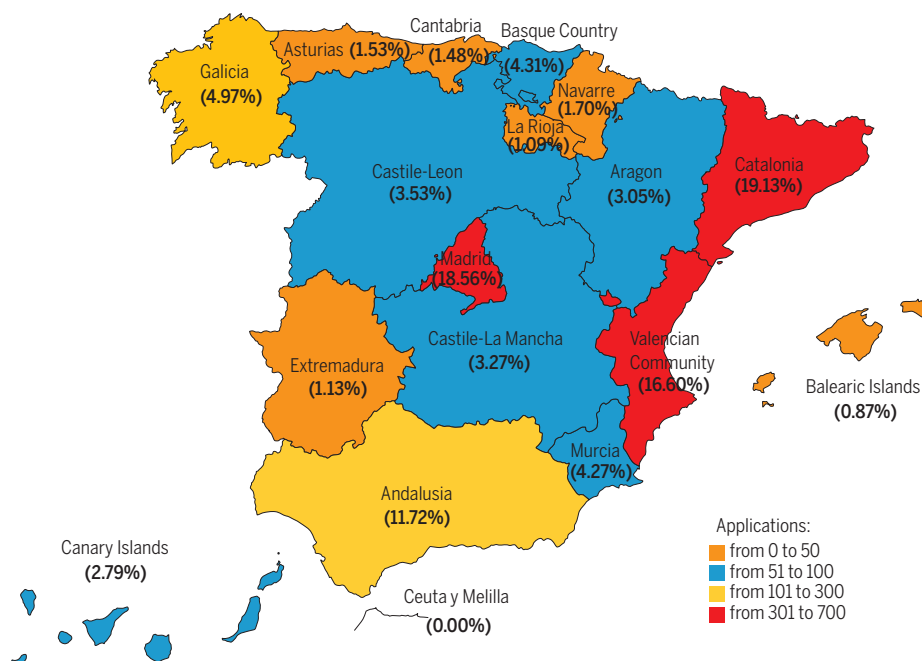 Cantabria
(1.48%)
Basque Country
(4.31%)
Asturias (1.53%)
Galicia
(4.97%)
Navarre
(1.70%)
La Rioja
(1.09%)
Castile-Leon
(3.53%)
Aragon
(3.05%)
Catalonia
(19.13%)
Madrid
(18.56%)
Castile-La Mancha
(3.27%)
Valencian
Community
(16.60%)
Extremadura
(1.13%)
Balearic Islands
(0.87%)
Murcia
(4.27%)
Andalusia
(11.72%)
Canary Islands
(2.79%)
Ceuta y Melilla
(0.00%)
Applications:
from 0 to 50
from 51 to 100
from 101 to 300
from 301 to 700